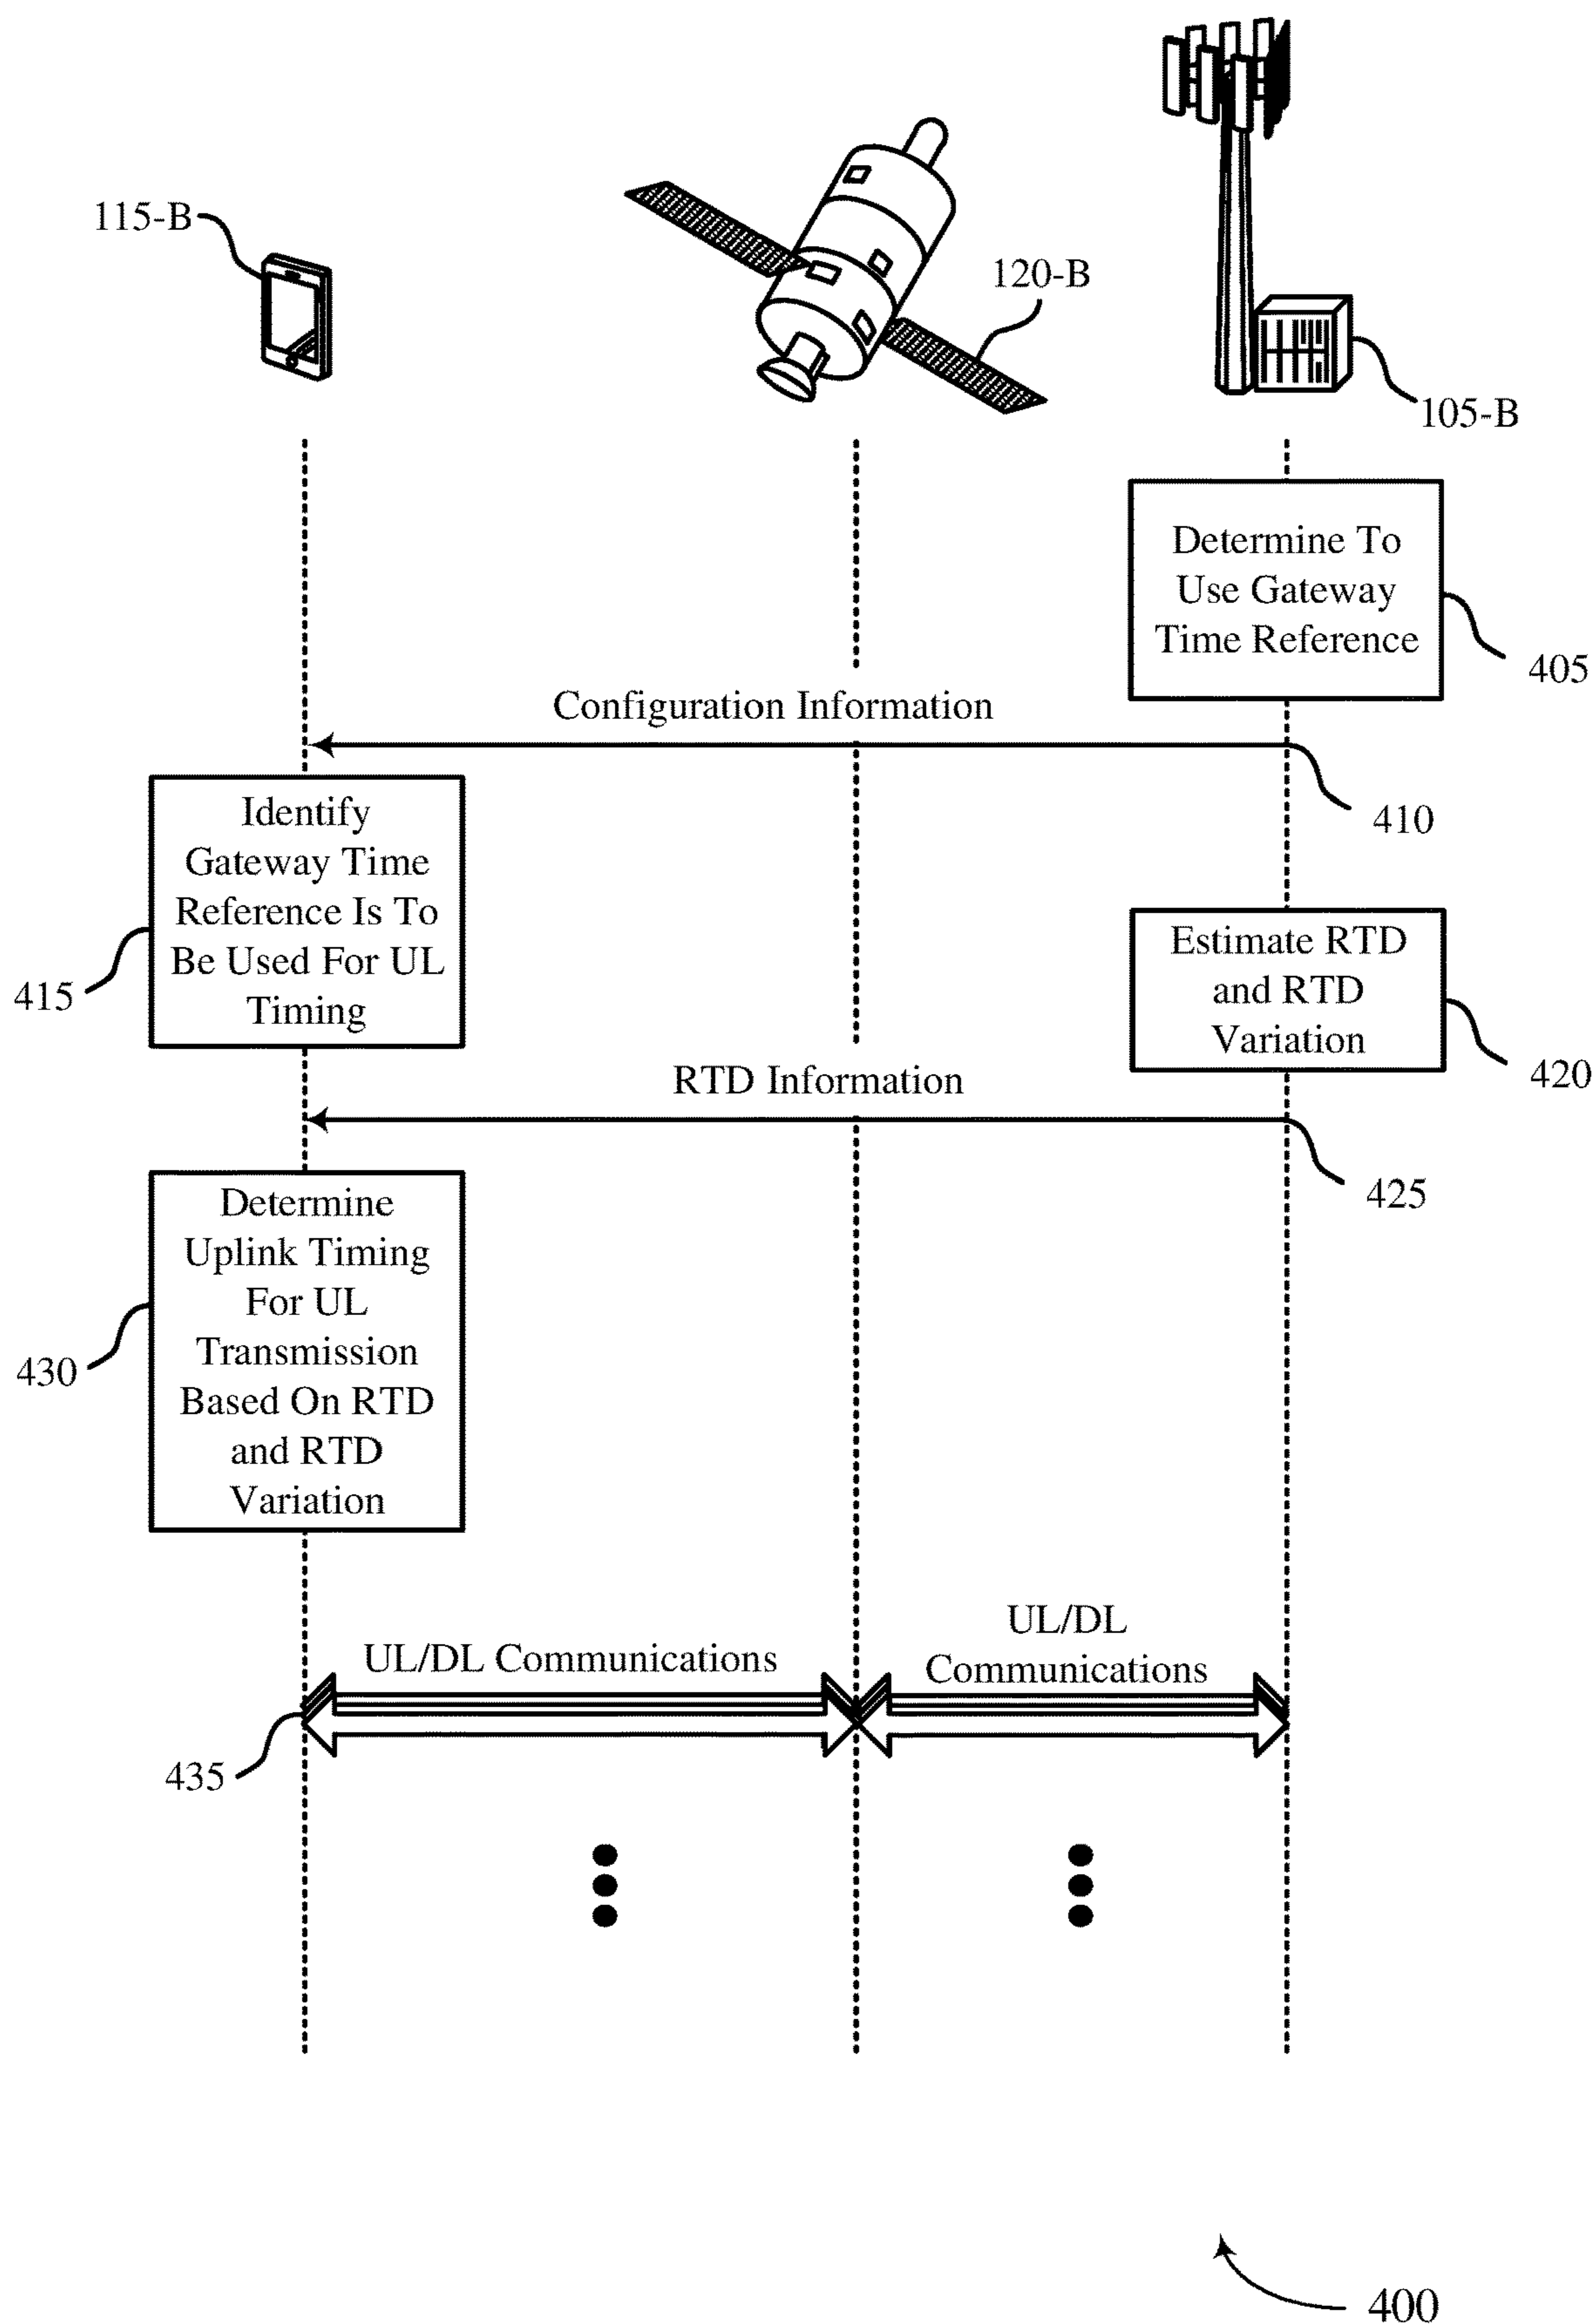 115-B
120-B
105-B
Determine To
Use Gateway
Time Reference
405
Configuration Information
410
Identify
Gateway Time
Reference Is To
Be Used For UL
Timing
415
Estimate RTD
and RTD
Variation
420
RTD Information
425
Determine
Uplink Timing
For UL
Transmission
Based On RTD
and RTD
Variation
430
UL/DL Communications
UL/DL
Communications
435
400